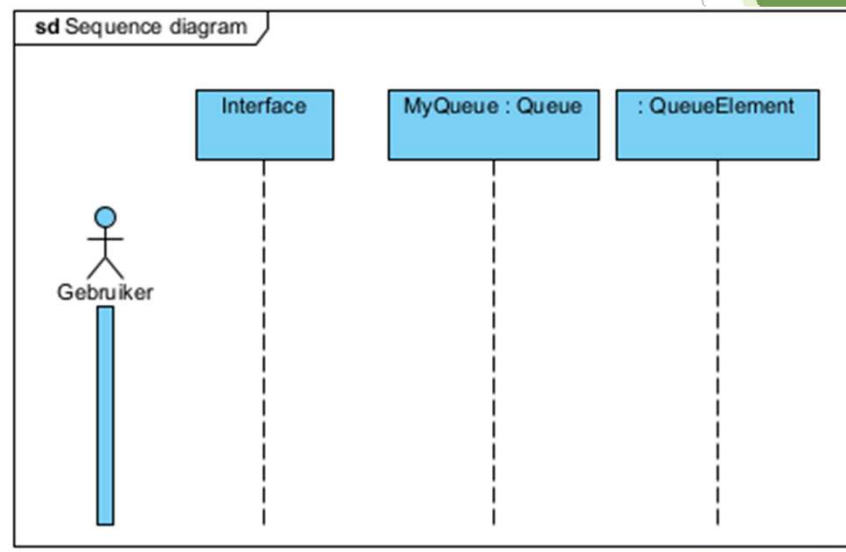 sd Sequence diagram
Interface
MyQueue : Queue
: QueueElement
Gebruiker